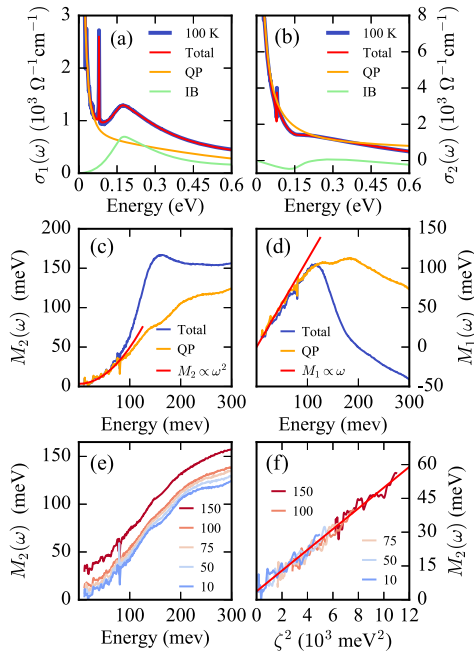 3
2
1
0
σ₁(ω) (10³ Ω⁻¹cm⁻¹)
(a)
100 K
Total
QP
IB
0 0.15 0.3 0.45 0.6
Energy (eV)
(b)
100 K
Total
QP
IB
8
6
4
2
0
σ₂(ω) (10³ Ω⁻¹cm⁻¹)
0 0.15 0.3 0.45 0.6
Energy (eV)
200
150
100
50
0
M₂(ω) (meV)
(c)
Total
QP
M₂ ∝ ω²
100 200 300
Energy (meV)
(d)
Total
QP
M₁ ∝ ω
150
100
50
0
-50
M₁(ω) (meV)
100 200 300
Energy (meV)
150
100
50
0
M₂(ω) (meV)
(e)
150
100
75
50
10
100 200 300
Energy (mev)
(f)
150
100
75
50
10
60
45
30
15
0
M₂(ω) (meV)
0 2 4 6 8 10 12
ζ² (10³ meV²)